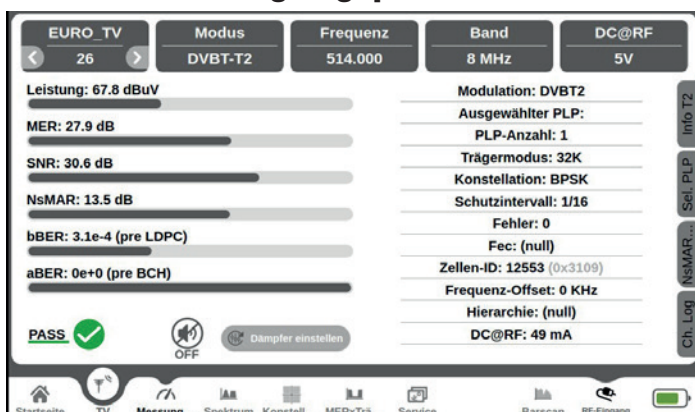 EURO_TV
26
Modus
DVBT-T2
Frequenz
514.000
Band
8 MHz
DC@RF
5V
Leistung: 67.8 dBuV
MER: 27.9 dB
SNR: 30.6 dB
NsMAR: 13.5 dB
bBER: 3.1e-4 (pre LDPC)
aBER: 0e+0 (pre BCH)
PASS
OFF
Dämpfer einstellen
Modulation: DVBT2
Ausgewählter PLP:
PLP-Anzahl: 1
Trägermodus: 32K
Konstellation: BPSK
Schutzintervall: 1/16
Fehler: 0
Fec: (null)
Zellen-ID: 12553 (0x3109)
Frequenz-Offset: 0 KHz
Hierarchie: (null)
DC@RF: 49 mA
Info T2
Sel. PLP
NsMAR...
Ch. Log
Startseite
TV
Messung
Spektrum
Konstell.
MERxTrä...
Service
Barscan
RF-Eingang